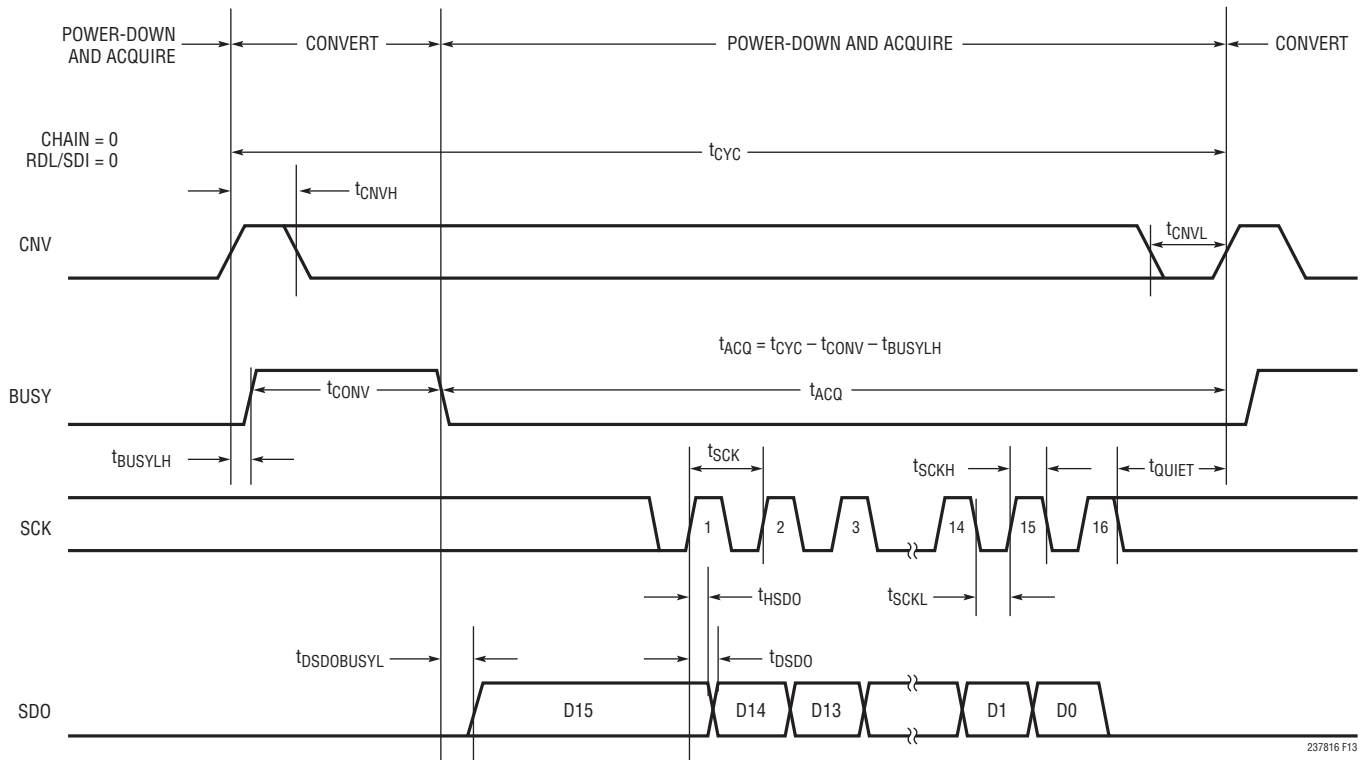 POWER-DOWN
AND ACQUIRE
CONVERT
POWER-DOWN AND ACQUIRE
CONVERT
CHAIN = 0
RDL/SDI = 0
tCYC
tCNVH
CNV
tCNVL
tACQ = tCYC – tCONV – tBUSYLH
BUSY
tCONV
tACQ
tBUSYLH
tSCK
tSCKH
tQUIET
SCK
1
2
3
14
15
16
tHSDO
tSCKL
tDSDOBUSYL
tDSDO
SDO
D15
D14
D13
D1
D0
237816 F13